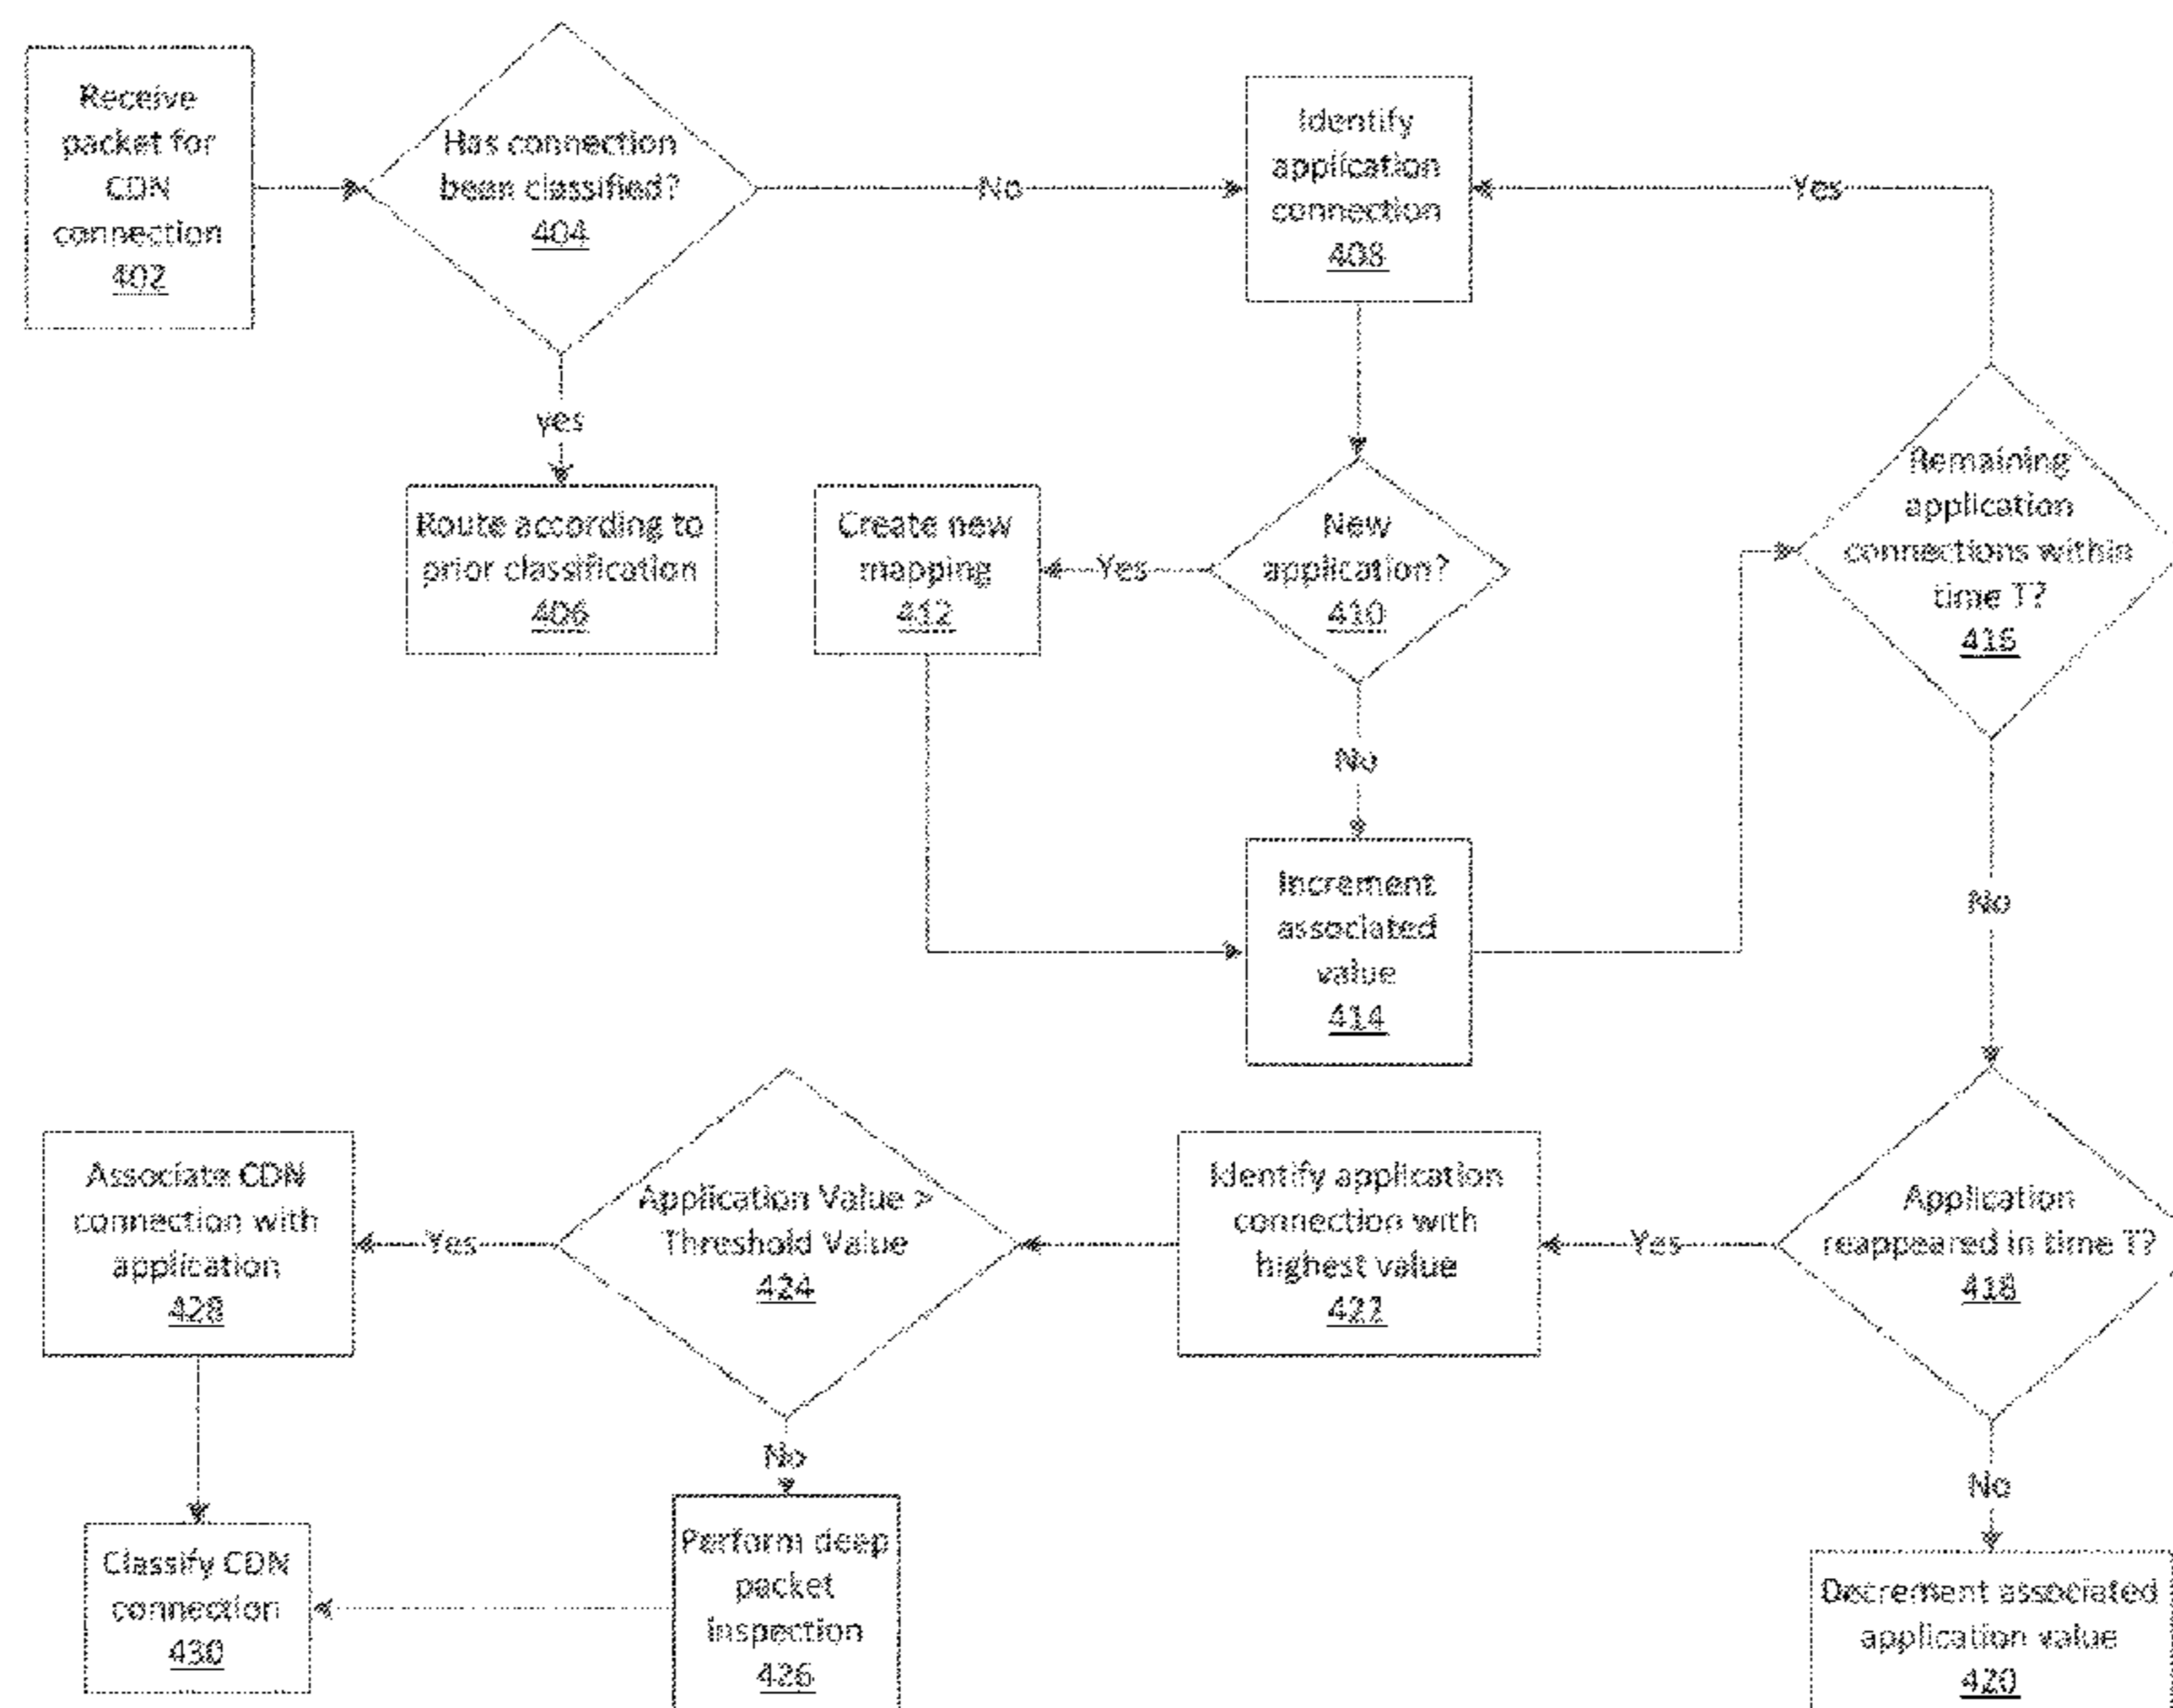 Receive
packet for
CDN
connection
402
Has connection
bean classified?
404
No
Identify
application
connection
408
Yes
yes
Route according to
prior classification
406
Create new
mapping
412
Yes
New
application?
410
Remaining
application
connections within
time T?
416
No
Increment
associated
value
414
No
Associate CDN
connection with
application
428
Yes
Application Value >
Threshold Value
424
Identify application
connection with
highest value
422
Yes
Application
reappeared in time T?
418
No
No
Classify CDN
connection
430
Perform deep
packet
inspection
426
Decrement associated
application value
420